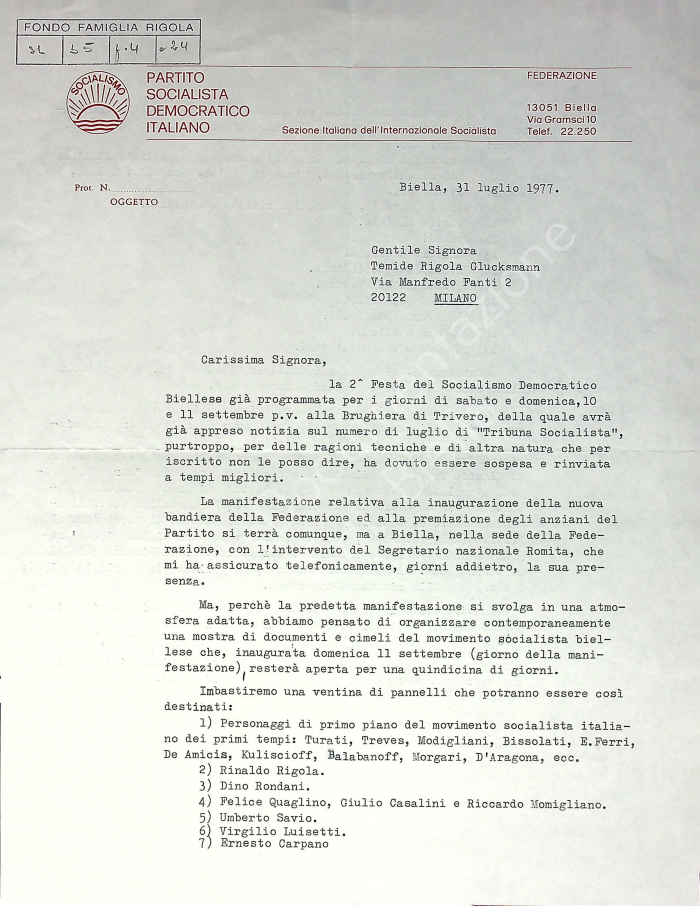 FONDO FAMIGLIA RIGOLA
b5 f.4 24
SOCIALISMO
PARTITO
SOCIALISTA
DEMOCRATICO
ITALIANO
Sezione Italiana dell'Internazionale Socialista
FEDERAZIONE
13051 Biella
Via Gramsci 10
Telef. 22.250
Prot. N.
OGGETTO
Biella, 31 luglio 1977.
Gentile Signora
Temide Rigola Glucksmann
Via Manfredo Fanti 2
20122 MILANO
Carissima Signora,
la 2^ Festa del Socialismo Democratico
Biellese già programmata per i giorni di sabato e domenica,10
e 11 settembre p.v. alla Brughiera di Trivero, della quale avrà
già appreso notizia sul numero di luglio di "Tribuna Socialista",
purtroppo, per delle ragioni tecniche e di altra natura che per
iscritto non le posso dire, ha dovuto essere sospesa e rinviata
a tempi migliori.
La manifestazione relativa alla inaugurazione della nuova
bandiera della Federazione ed alla premiazione degli anziani del
Partito si terrà comunque, ma a Biella, nella sede della Fede-
razione, con l'intervento del Segretario nazionale Romita, che
mi ha assicurato telefonicamente, giorni addietro, la sua pre-
senza.
Ma, perchè la predetta manifestazione si svolga in una atmo-
sfera adatta, abbiamo pensato di organizzare contemporaneamente
una mostra di documenti e cimeli del movimento socialista biel-
lese che, inaugurata domenica 11 settembre (giorno della mani-
festazione), resterà aperta per una quindicina di giorni.
Imbastiremo una ventina di pannelli che potranno essere così
destinati:
1) Personaggi di primo piano del movimento socialista italia-
no dei primi tempi: Turati, Treves, Modigliani, Bissolati, E.Ferri,
De Amicis, Kuliscioff, Balabanoff, Morgari, D'Aragona, ecc.
2) Rinaldo Rigola.
3) Dino Rondani.
4) Felice Quaglino, Giulio Casalini e Riccardo Momigliano.
5) Umberto Savio.
6) Virgilio Luisetti.
7) Ernesto Carpano